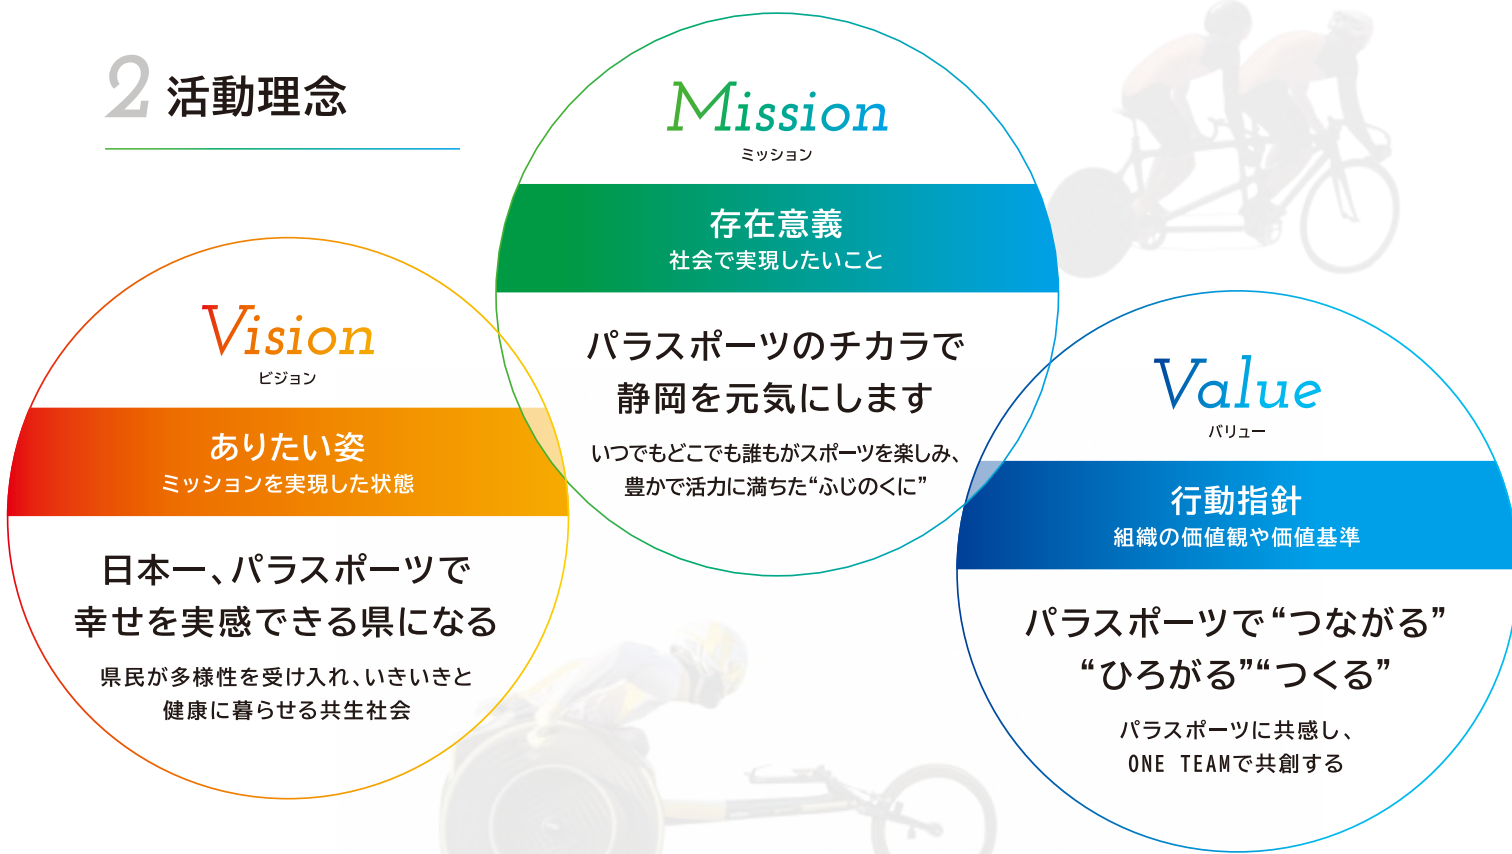 2 活動理念
Mission
ミッション
存在意義
社会で実現したいこと
パラスポーツのチカラで
静岡を元気にします
いつでもどこでも誰もがスポーツを楽しみ、
豊かで活力に満ちた“ふじのくに”
Vision
ビジョン
ありたい姿
ミッションを実現した状態
日本一、パラスポーツで
幸せを実感できる県になる
県民が多様性を受け入れ、いきいきと
健康に暮らせる共生社会
Value
バリュー
行動指針
組織の価値観や価値基準
パラスポーツで“つながる”
“ひろがる”“つくる”
パラスポーツに共感し、
ONE TEAMで共創する